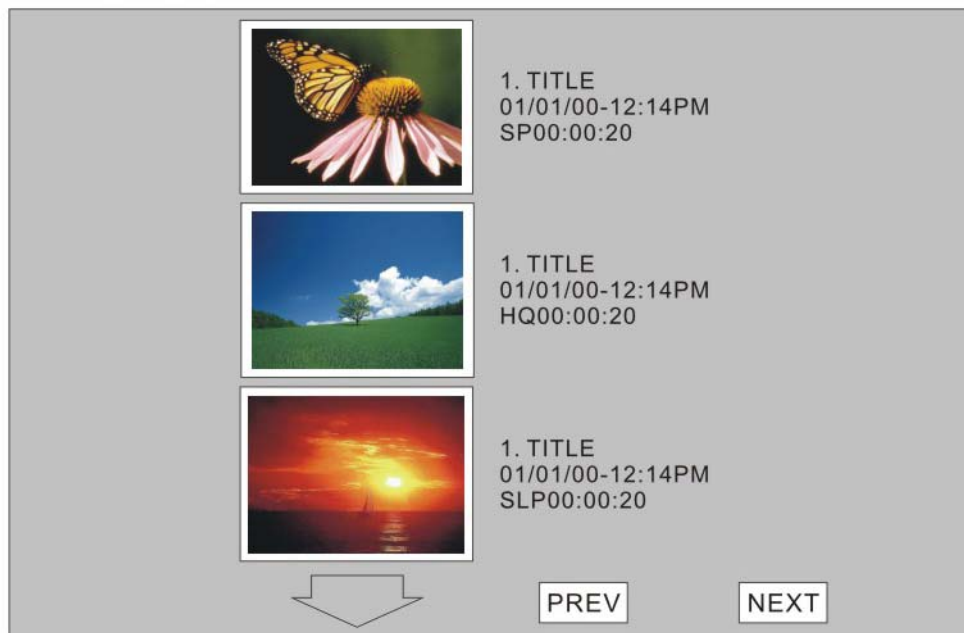 1. TITLE
01/01/00-12:14PM
SP00:00:20
1. TITLE
01/01/00-12:14PM
HQ00:00:20
1. TITLE
01/01/00-12:14PM
SLP00:00:20
PREV
NEXT